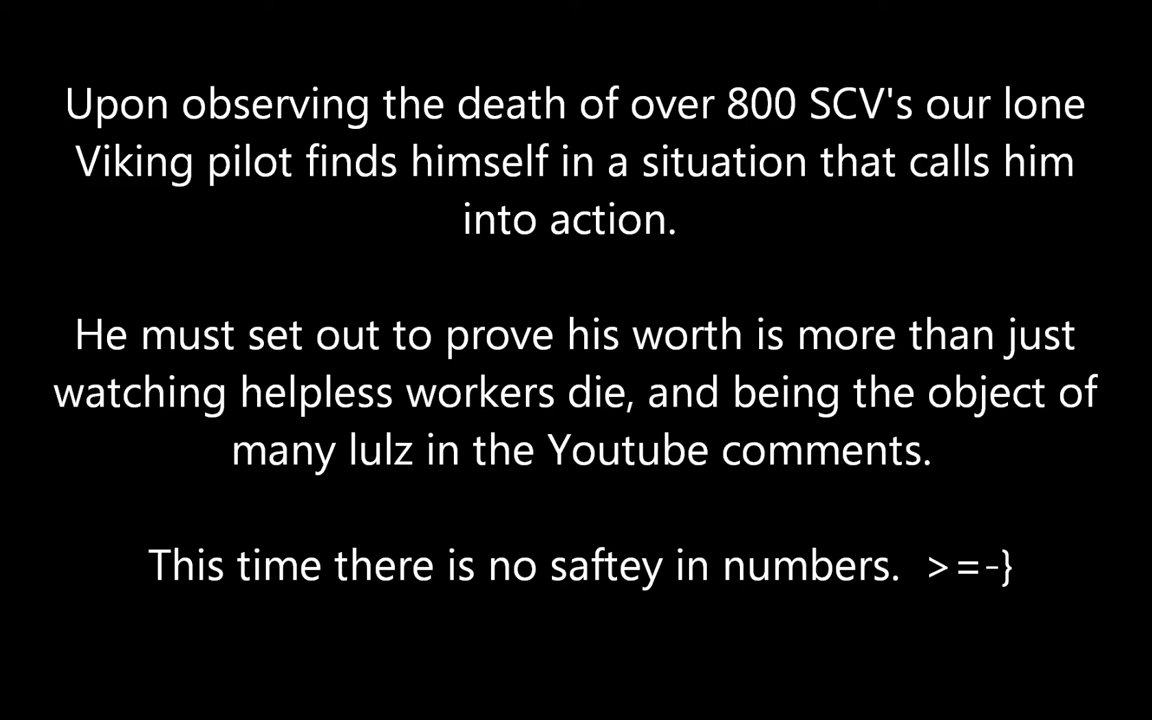 Upon observing the death of over 800 SCV's our lone
Viking pilot finds himself in a situation that calls him
into action.
He must set out to prove his worth is more than just
watching helpless workers die, and being the object of
many lulz in the Youtube comments.
This time there is no saftey in numbers.  >=-}